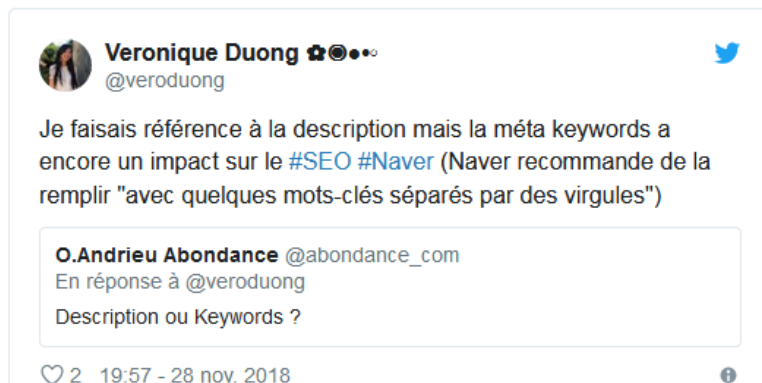 Veronique Duong ✿◉●•○
@veroduong
Je faisais référence à la description mais la méta keywords a
encore un impact sur le #SEO #Naver (Naver recommande de la
remplir "avec quelques mots-clés séparés par des virgules")
O.Andrieu Abondance @abondance_com
En réponse à @veroduong
Description ou Keywords ?
2 19:57 - 28 nov. 2018